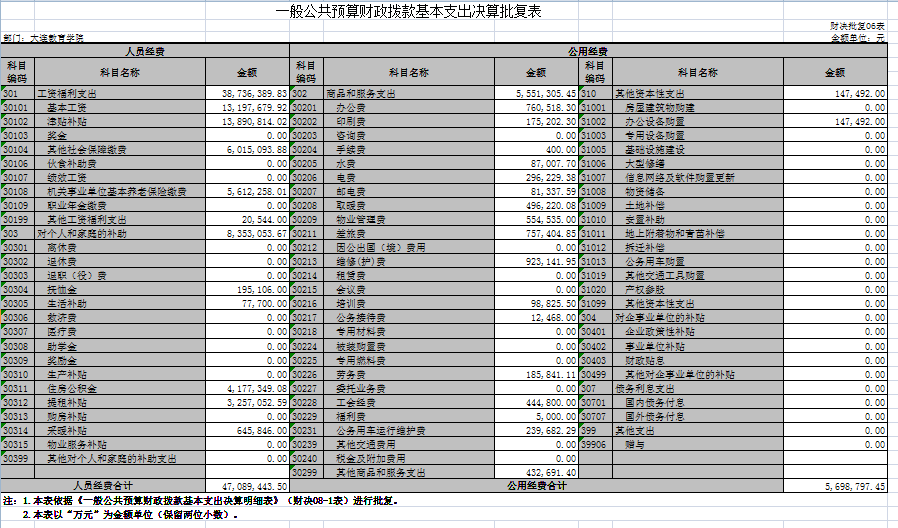 一般公共预算财政拨款基本支出决算批复表
财决批复06表
部门：大连教育学院 金额单位：元
人员经费 公用经费
科目编码 科目名称 金额 科目编码 科目名称 金额 科目编码 科目名称 金额
301 工资福利支出 38,736,389.83 302 商品和服务支出 5,551,305.45 310 其他资本性支出 147,492.00
30101 基本工资 13,197,679.92 30201 办公费 760,518.30 31001 房屋建筑物购建 0.00
30102 津贴补贴 13,890,814.02 30202 印刷费 175,202.30 31002 办公设备购置 147,492.00
30103 奖金 0.00 30203 咨询费 0.00 31003 专用设备购置 0.00
30104 其他社会保障缴费 6,015,093.88 30204 手续费 400.00 31005 基础设施建设 0.00
30106 伙食补助费 0.00 30205 水费 87,007.70 31006 大型修缮 0.00
30107 绩效工资 0.00 30206 电费 296,229.38 31007 信息网络及软件购置更新 0.00
30108 机关事业单位基本养老保险缴费 5,612,258.01 30207 邮电费 81,337.59 31008 物资储备 0.00
30109 职业年金缴费 0.00 30208 取暖费 496,220.08 31009 土地补偿 0.00
30199 其他工资福利支出 20,544.00 30209 物业管理费 554,535.00 31010 安置补助 0.00
303 对个人和家庭的补助 8,353,053.67 30211 差旅费 757,404.85 31011 地上附着物和青苗补偿 0.00
30301 离休费 0.00 30212 因公出国（境）费用 0.00 31012 拆迁补偿 0.00
30302 退休费 0.00 30213 维修(护)费 923,141.95 31013 公务用车购置 0.00
30303 退职（役）费 0.00 30214 租赁费 0.00 31019 其他交通工具购置 0.00
30304 抚恤金 195,106.00 30215 会议费 0.00 31020 产权参股 0.00
30305 生活补助 77,700.00 30216 培训费 98,825.50 31099 其他资本性支出 0.00
30306 救济费 0.00 30217 公务接待费 12,468.00 304 对企事业单位的补贴 0.00
30307 医疗费 0.00 30218 专用材料费 0.00 30401 企业政策性补贴 0.00
30308 助学金 0.00 30224 被装购置费 0.00 30402 事业单位补贴 0.00
30309 奖励金 0.00 30225 专用燃料费 0.00 30403 财政贴息 0.00
30310 生产补贴 0.00 30226 劳务费 185,841.11 30499 其他对企事业单位的补贴 0.00
30311 住房公积金 4,177,349.08 30227 委托业务费 0.00 307 债务利息支出 0.00
30312 提租补贴 3,257,052.59 30228 工会经费 444,800.00 30701 国内债务付息 0.00
30313 购房补贴 0.00 30229 福利费 5,000.00 30707 国外债务付息 0.00
30314 采暖补贴 645,846.00 30231 公务用车运行维护费 239,682.29 399 其他支出 0.00
30315 物业服务补贴 0.00 30239 其他交通费用 0.00 39906 赠与 0.00
30399 其他对个人和家庭的补助支出 0.00 30240 税金及附加费用 0.00
30299 其他商品和服务支出 432,691.40
人员经费合计 47,089,443.50 公用经费合计 5,698,797.45
注：1.本表依据《一般公共预算财政拨款基本支出决算明细表》（财决08-1表）进行批复。
2.本表以“万元”为金额单位（保留两位小数）。